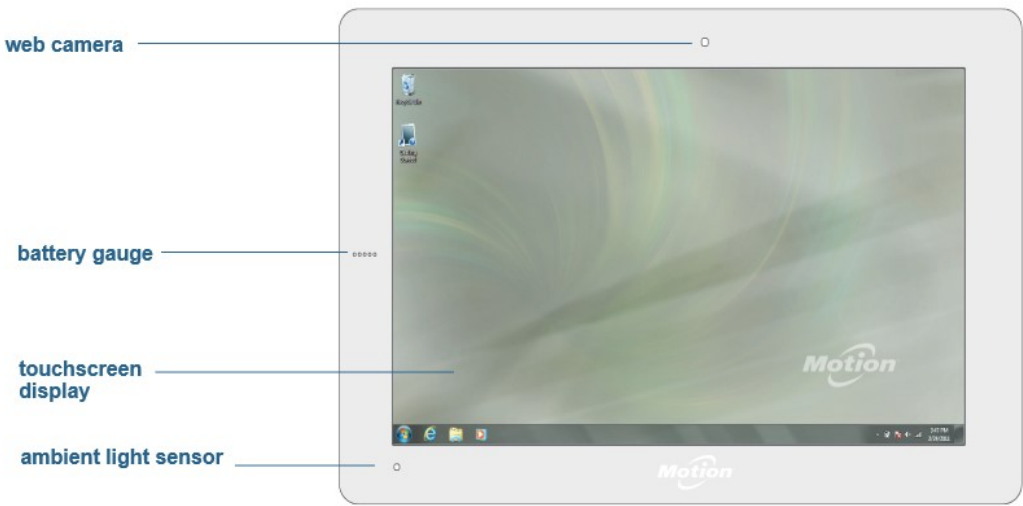 web camera
battery gauge
touchscreen
display
ambient light sensor
Motion
Motion